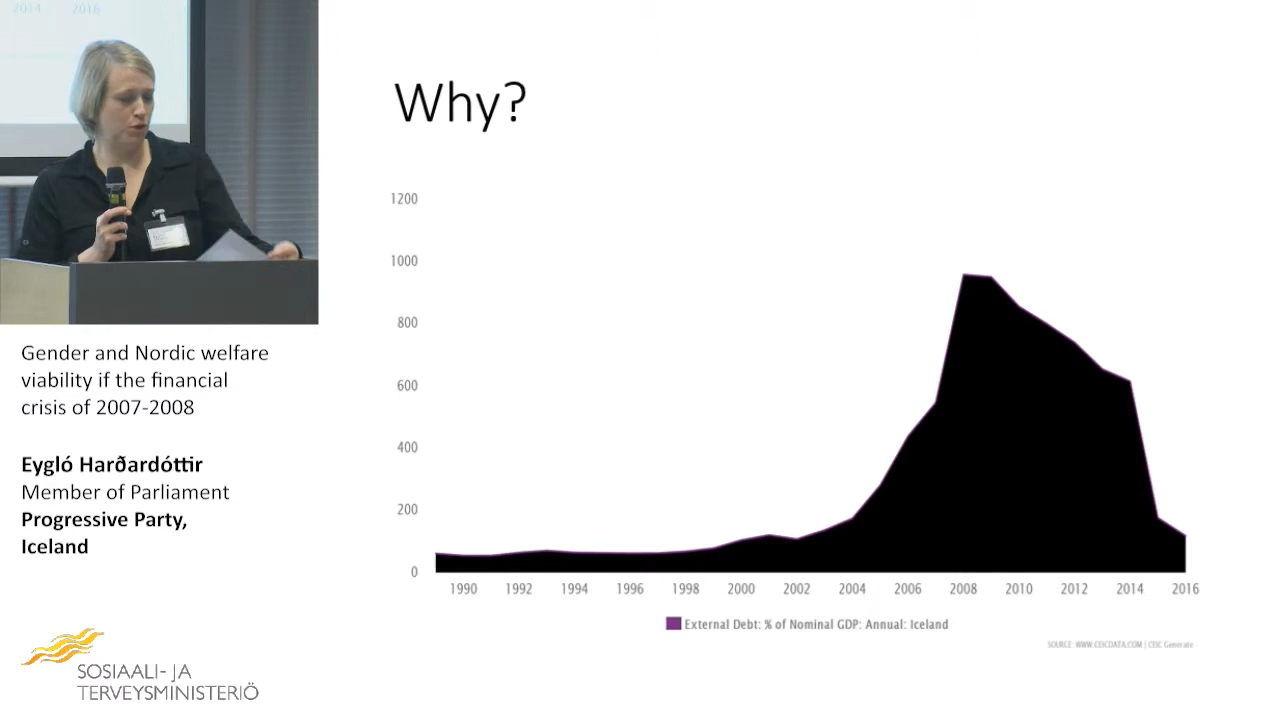 2014 2016
Why?
1200
1000
800
600
400
200
0
1990 1992 1994 1996 1998 2000 2002 2004 2006 2008 2010 2012 2014 2016
External Debt: % of Nominal GDP: Annual: Iceland
SOURCE: WWW.CEICDATA.COM | CEIC Generate
Gender and Nordic welfare
viability if the financial
crisis of 2007-2008
Eygló Harðardóttir
Member of Parliament
Progressive Party,
Iceland
SOSIAALI- JA
TERVEYSMINISTERIÖ